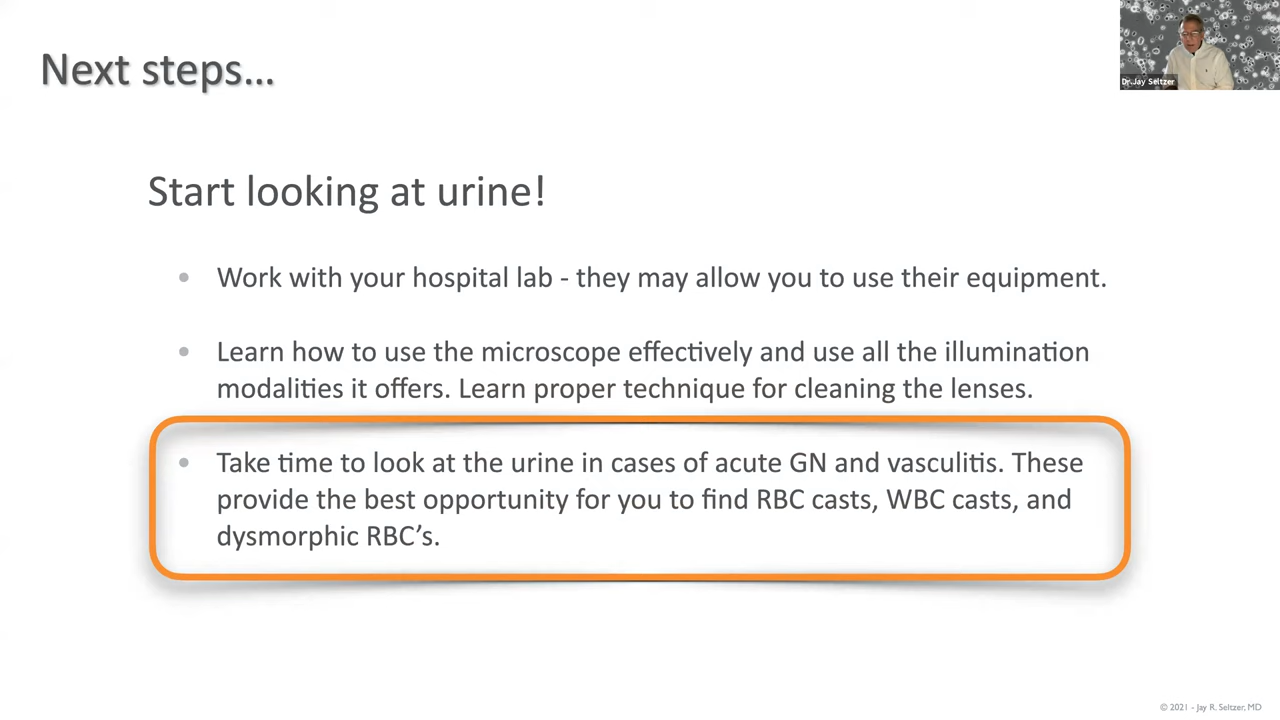 Next steps...
Dr.Jay Seltzer
Start looking at urine!
• Work with your hospital lab - they may allow you to use their equipment.
• Learn how to use the microscope effectively and use all the illumination
modalities it offers. Learn proper technique for cleaning the lenses.
• Take time to look at the urine in cases of acute GN and vasculitis. These
provide the best opportunity for you to find RBC casts, WBC casts, and
dysmorphic RBC’s.
© 2021 - Jay R. Seltzer, MD